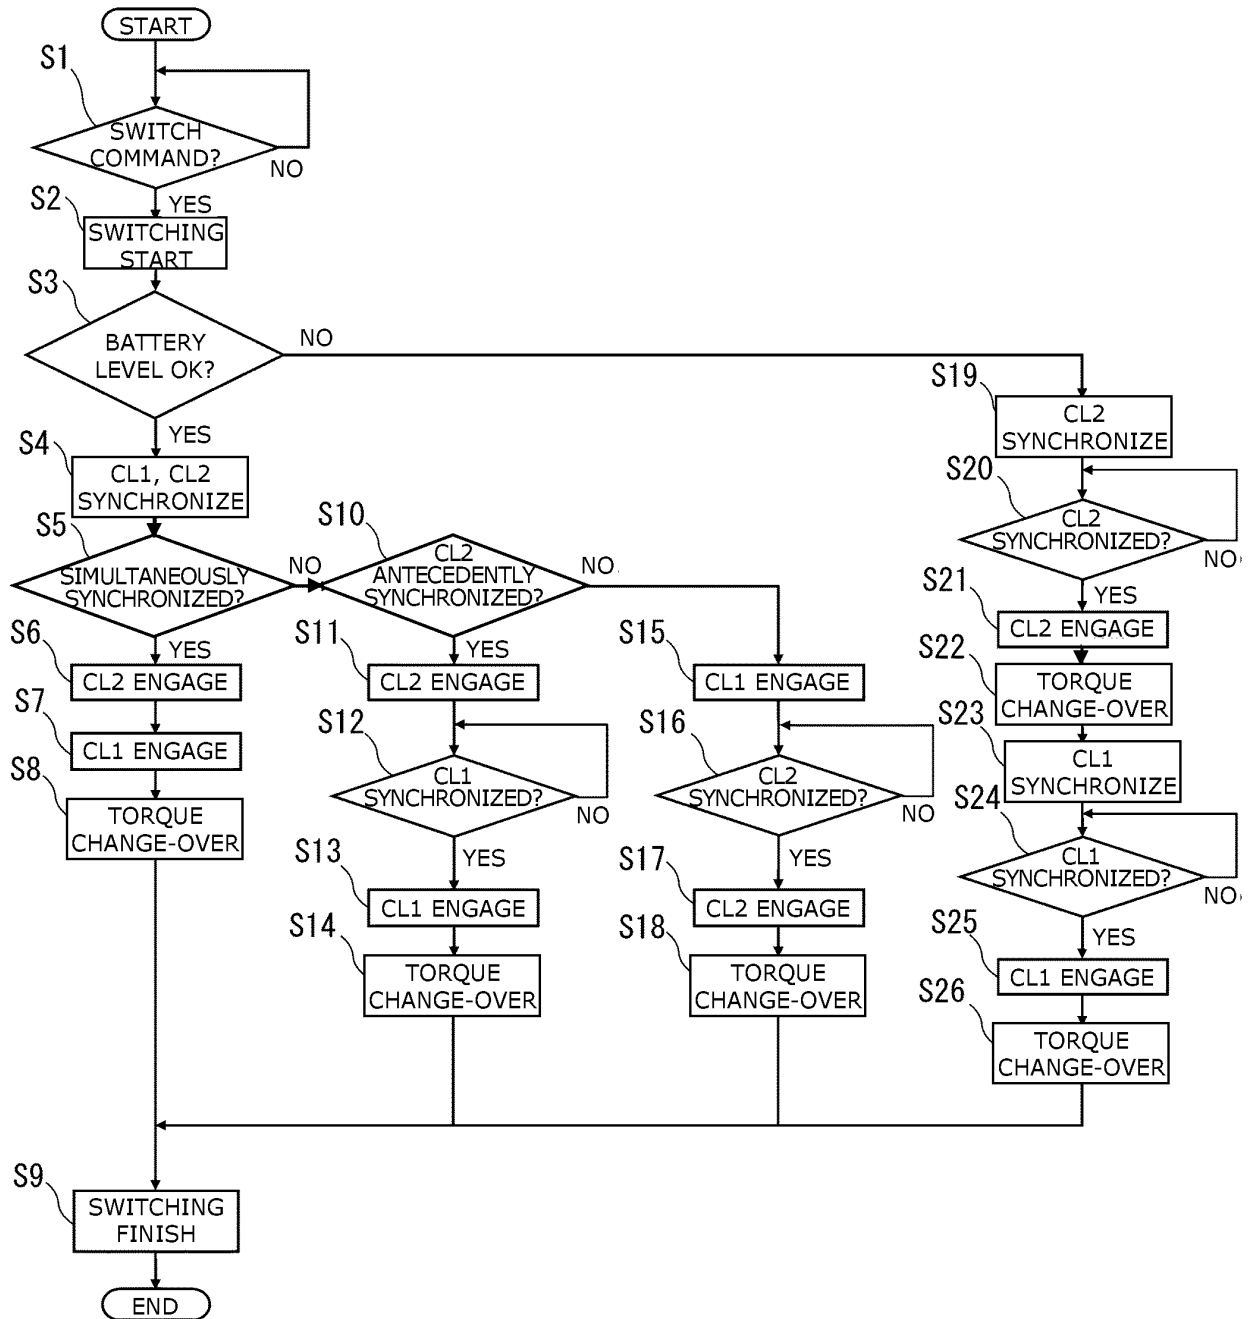 START
S1
SWITCH
COMMAND?
NO
YES
S2
SWITCHING
START
S3
BATTERY
LEVEL OK?
NO
YES
S4
CL1, CL2
SYNCHRONIZE
S5
SIMULTANEOUSLY
SYNCHRONIZED?
NO
YES
S6
CL2 ENGAGE
S7
CL1 ENGAGE
S8
TORQUE
CHANGE-OVER
S10
CL2
ANTECEDENTLY
SYNCHRONIZED?
NO
YES
S11
CL2 ENGAGE
S12
CL1
SYNCHRONIZED?
NO
YES
S13
CL1 ENGAGE
S14
TORQUE
CHANGE-OVER
S15
CL1 ENGAGE
S16
CL2
SYNCHRONIZED?
NO
YES
S17
CL2 ENGAGE
S18
TORQUE
CHANGE-OVER
S19
CL2
SYNCHRONIZE
S20
CL2
SYNCHRONIZED?
NO
YES
S21
CL2 ENGAGE
S22
TORQUE
CHANGE-OVER
S23
CL1
SYNCHRONIZE
S24
CL1
SYNCHRONIZED?
NO
YES
S25
CL1 ENGAGE
S26
TORQUE
CHANGE-OVER
S9
SWITCHING
FINISH
END